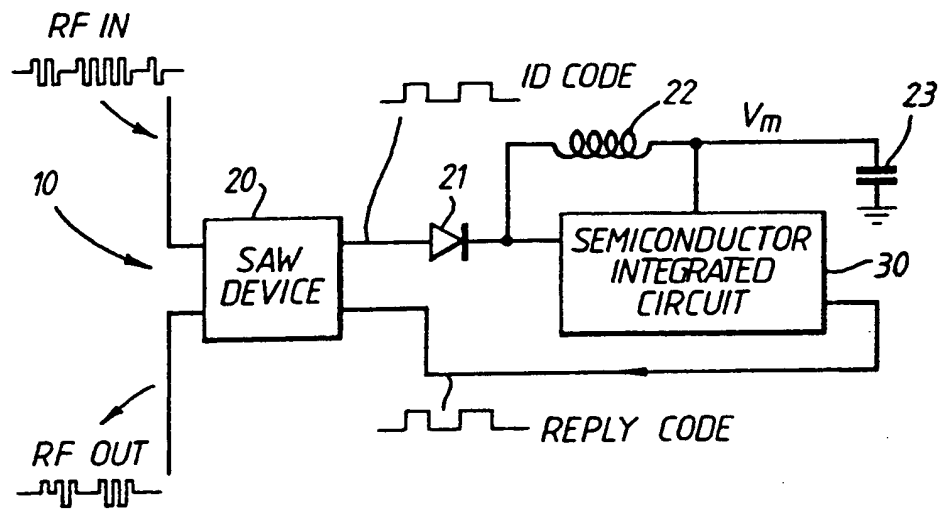 RF IN
ID CODE
22
Vm
23
10
20
21
SAW
DEVICE
SEMICONDUCTOR
INTEGRATED
CIRCUIT
30
RF OUT
REPLY CODE